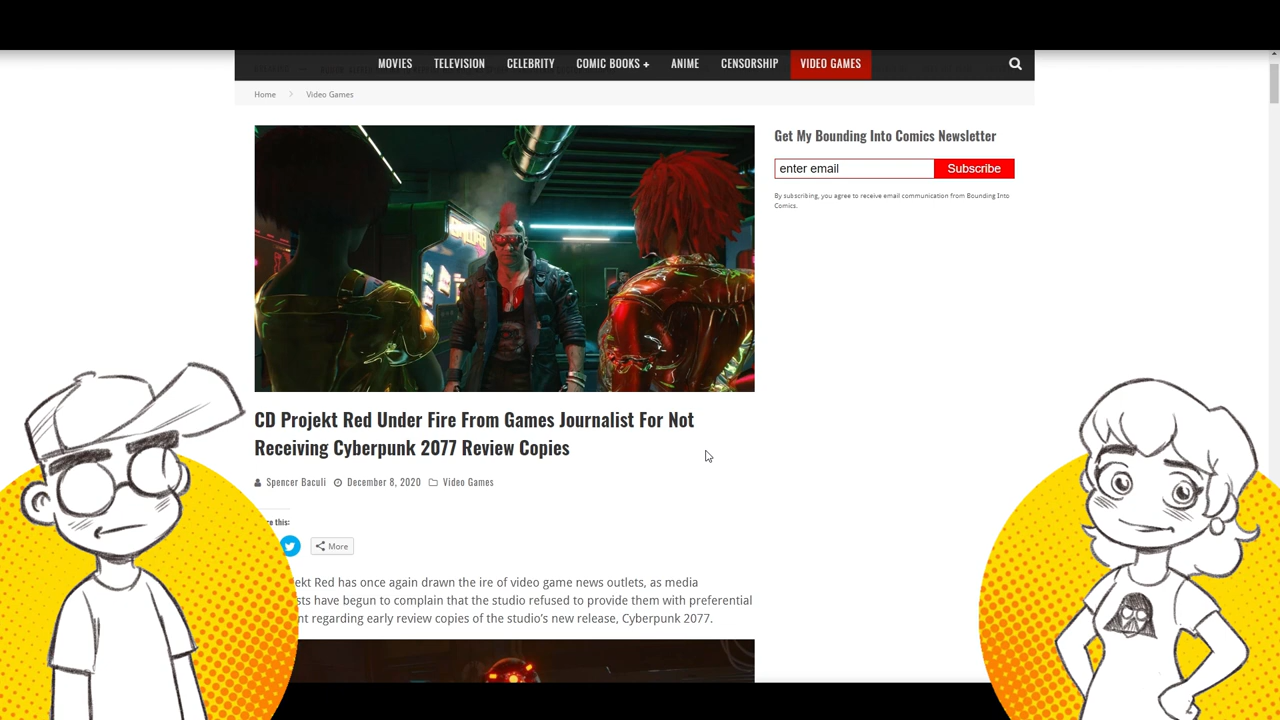 MOVIES TELEVISION CELEBRITY COMIC BOOKS + ANIME CENSORSHIP VIDEO GAMES
Home > Video Games
Get My Bounding Into Comics Newsletter
enter email Subscribe
By subscribing, you agree to receive email communication from Bounding Into
Comics.
CD Projekt Red Under Fire From Games Journalist For Not
Receiving Cyberpunk 2077 Review Copies
Spencer Baculi December 8, 2020 Video Games
this:
More
Red has once again drawn the ire of video game news outlets, as media
have begun to complain that the studio refused to provide them with preferential
regarding early review copies of the studio's new release, Cyberpunk 2077.